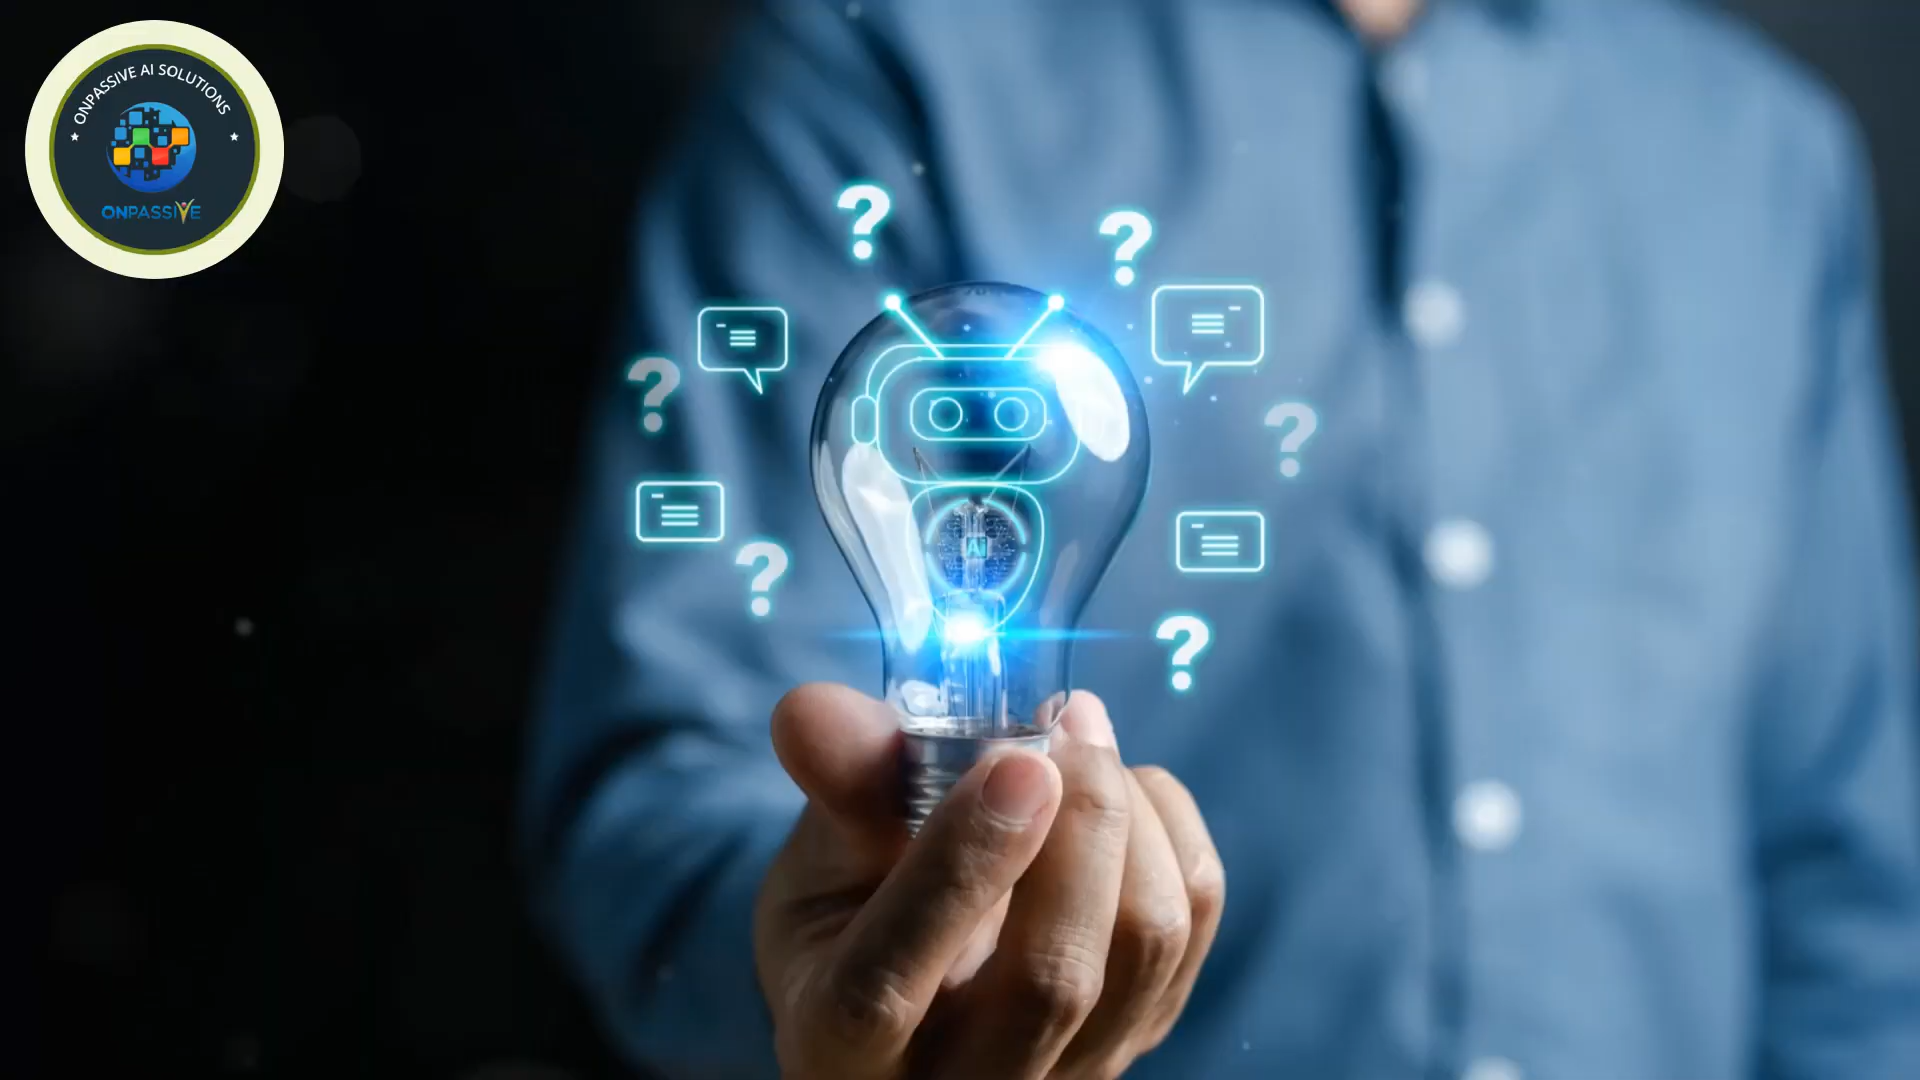 ONPASSIVE AI SOLUTIONS
ONPASSIVE
? ?
? ?
Ai
? ?